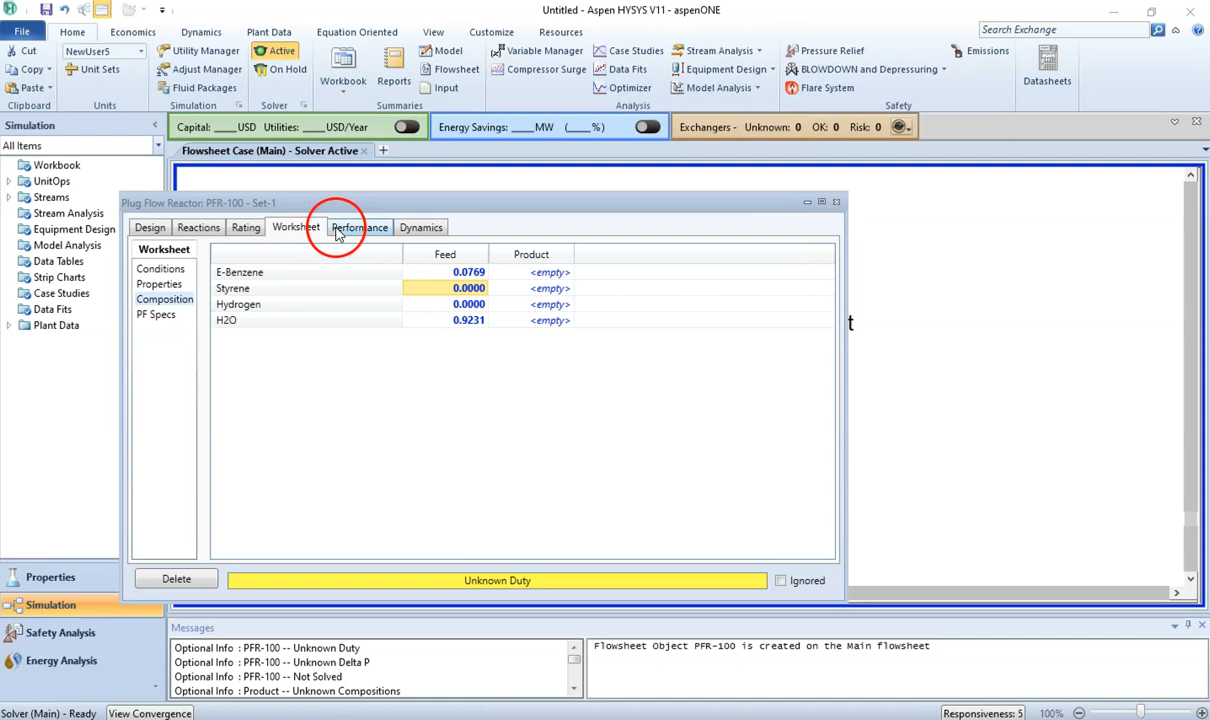 Untitled - Aspen HYSYS V11 - aspenONE
File Home Economics Dynamics Plant Data Equation Oriented View Customize Resources Search Exchange
Cut NewUser5 Utility Manager Active Model Variable Manager Case Studies Stream Analysis Pressure Relief Emissions
Copy Unit Sets Adjust Manager On Hold Workbook Reports Flowsheet Compressor Surge Data Fits Equipment Design BLOWDOWN and Depressuring Datasheets
Paste Fluid Packages Input Optimizer Model Analysis Flare System
Clipboard Units Simulation Solver Summaries Analysis Safety
Simulation Capital: ____USD Utilities: ____USD/Year Energy Savings: ____MW (____%) Exchangers - Unknown: 0 OK: 0 Risk: 0
All Items Flowsheet Case (Main) - Solver Active
Workbook
UnitOps
Streams
Stream Analysis
Equipment Design
Model Analysis
Data Tables
Strip Charts
Case Studies
Data Fits
Plant Data
Plug Flow Reactor: PFR-100 - Set-1
Design Reactions Rating Worksheet Performance Dynamics
Worksheet
Conditions
Properties
Composition
PF Specs
Feed Product
E-Benzene 0.0769 <empty>
Styrene 0.0000 <empty>
Hydrogen 0.0000 <empty>
H2O 0.9231 <empty>
t
Delete Unknown Duty Ignored
Properties
Simulation
Safety Analysis
Energy Analysis
Messages
Optional Info : PFR-100 -- Unknown Duty
Optional Info : PFR-100 -- Unknown Delta P
Optional Info : PFR-100 -- Not Solved
Optional Info : Product -- Unknown Compositions
Flowsheet Object PFR-100 is created on the Main flowsheet
Solver (Main) - Ready View Convergence Responsiveness: 5 100%